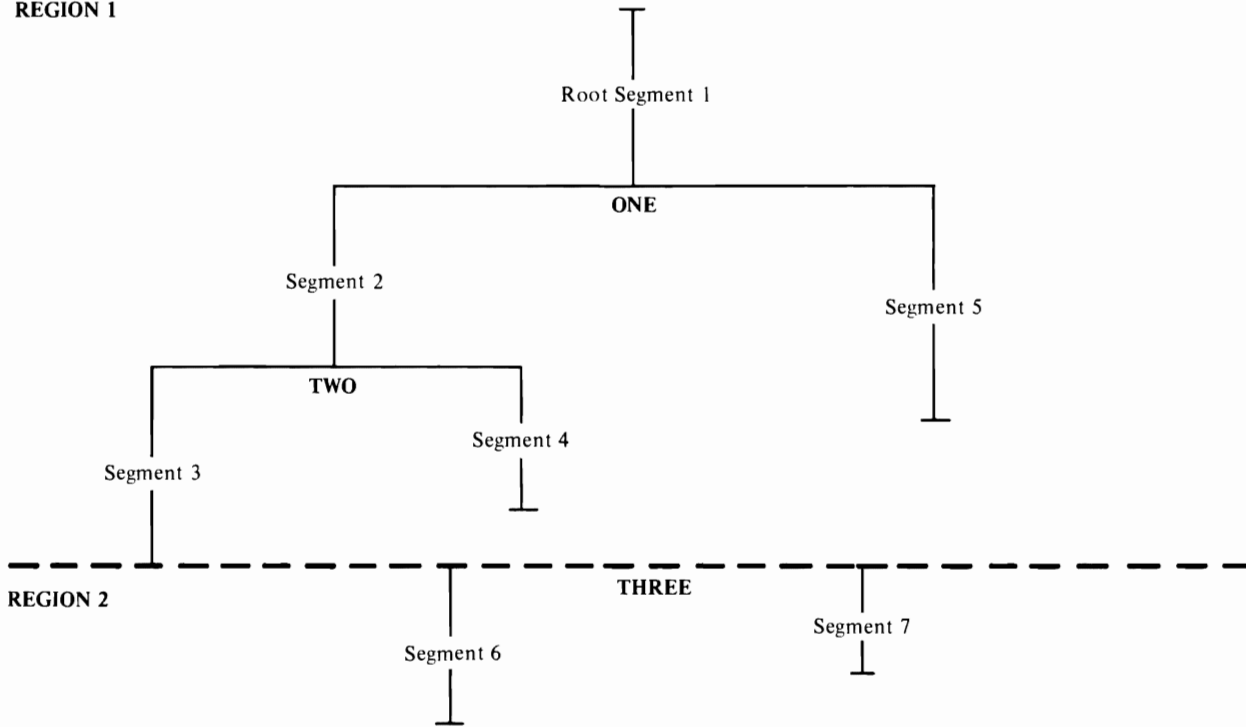 REGION 1
Root Segment 1
ONE
Segment 2
Segment 5
TWO
Segment 4
Segment 3
THREE
REGION 2
Segment 7
Segment 6